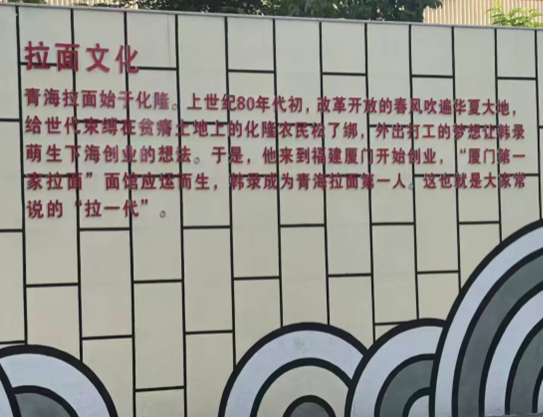 拉面文化
青海拉面始于化隆。上世纪80年代初，改革开放的春风吹遍华夏大地，
给世代束缚在贫瘠土地上的化隆农民松了绑，外出打工的梦想让韩录
萌生下海创业的想法。于是，他来到福建厦门开始创业，“厦门第一
家拉面”面馆应运而生，韩录成为青海拉面第一人。这也就是大家常
说的“拉一代”。